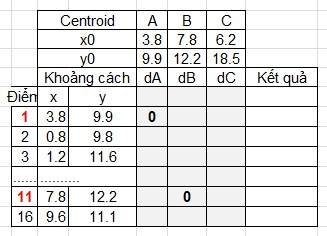 Centroid A B C
x0 3.8 7.8 6.2
y0 9.9 12.2 18.5
Khoảng cách dA dB dC Kết quả
Điểm x y
1 3.8 9.9 0
2 0.8 9.8
3 1.2 11.6
..................
11 7.8 12.2 0
16 9.6 11.1